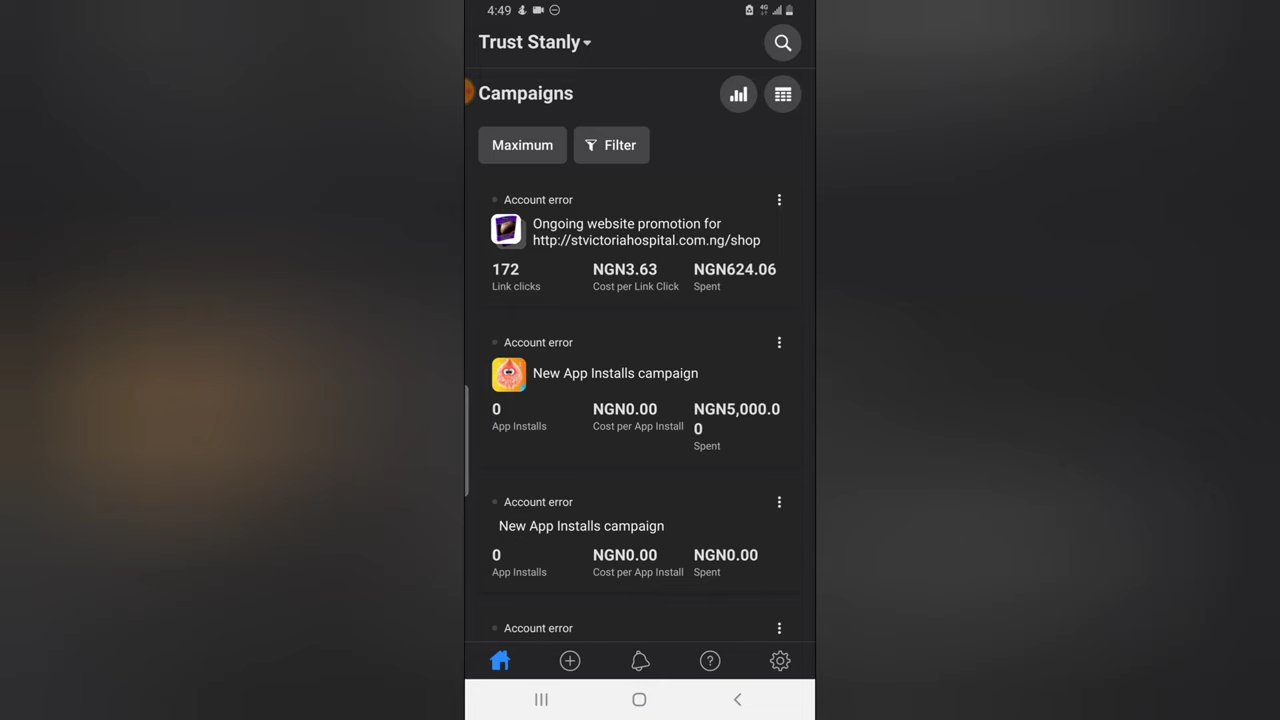 4:49
4G
Trust Stanly
Campaigns
Maximum
Filter
Account error
Ongoing website promotion for
http://stvictoriahospital.com.ng/shop
172
NGN3.63
NGN624.06
Link clicks
Cost per Link Click
Spent
Account error
New App Installs campaign
0
NGN0.00
NGN5,000.0
0
App Installs
Cost per App Install
Spent
Account error
New App Installs campaign
0
NGN0.00
NGN0.00
App Installs
Cost per App Install
Spent
Account error